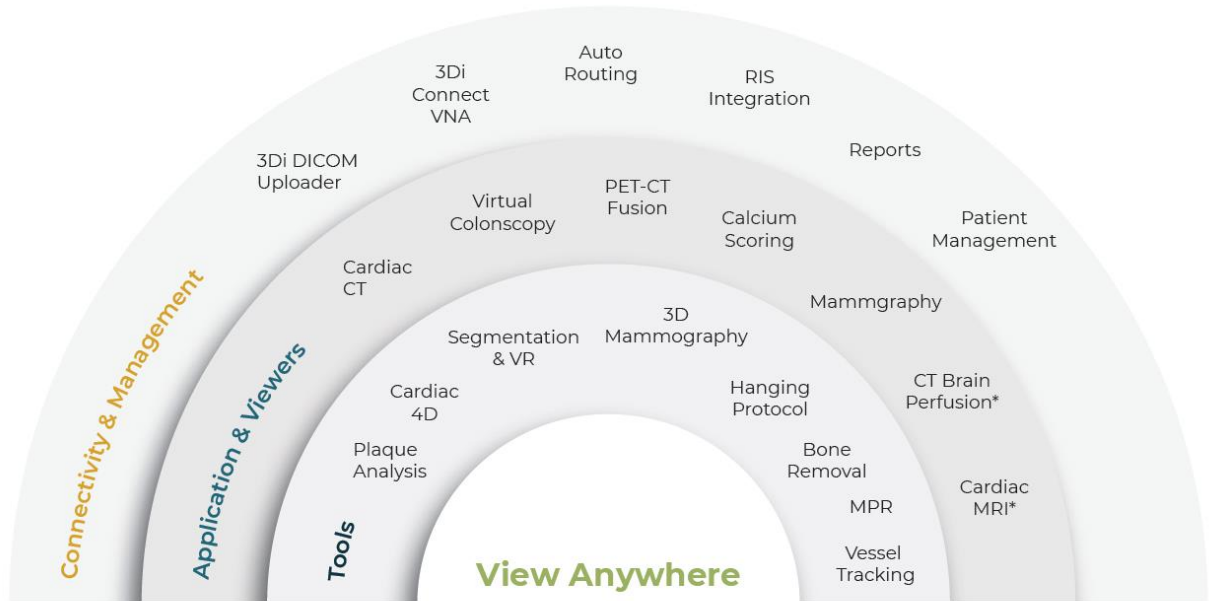 Connectivity & Management
3Di DICOM
Uploader
3Di
Connect
VNA
Auto
Routing
RIS
Integration
Reports
Patient
Management
Application & Viewers
Cardiac
CT
Virtual
Colonscopy
PET-CT
Fusion
Calcium
Scoring
Mammgraphy
CT Brain
Perfusion*
Cardiac
MRI*
Tools
Plaque
Analysis
Cardiac
4D
Segmentation
& VR
3D
Mammography
Hanging
Protocol
Bone
Removal
MPR
Vessel
Tracking
View Anywhere